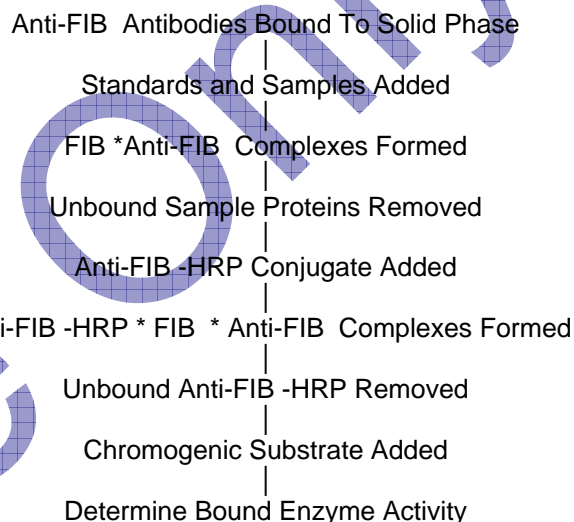 Only
Anti-FIB Antibodies Bound To Solid Phase
Standards and Samples Added
FIB *Anti-FIB Complexes Formed
Unbound Sample Proteins Removed
Anti-FIB -HRP Conjugate Added
i-FIB -HRP * FIB * Anti-FIB Complexes Formed
Unbound Anti-FIB -HRP Removed
Chromogenic Substrate Added
Determine Bound Enzyme Activity